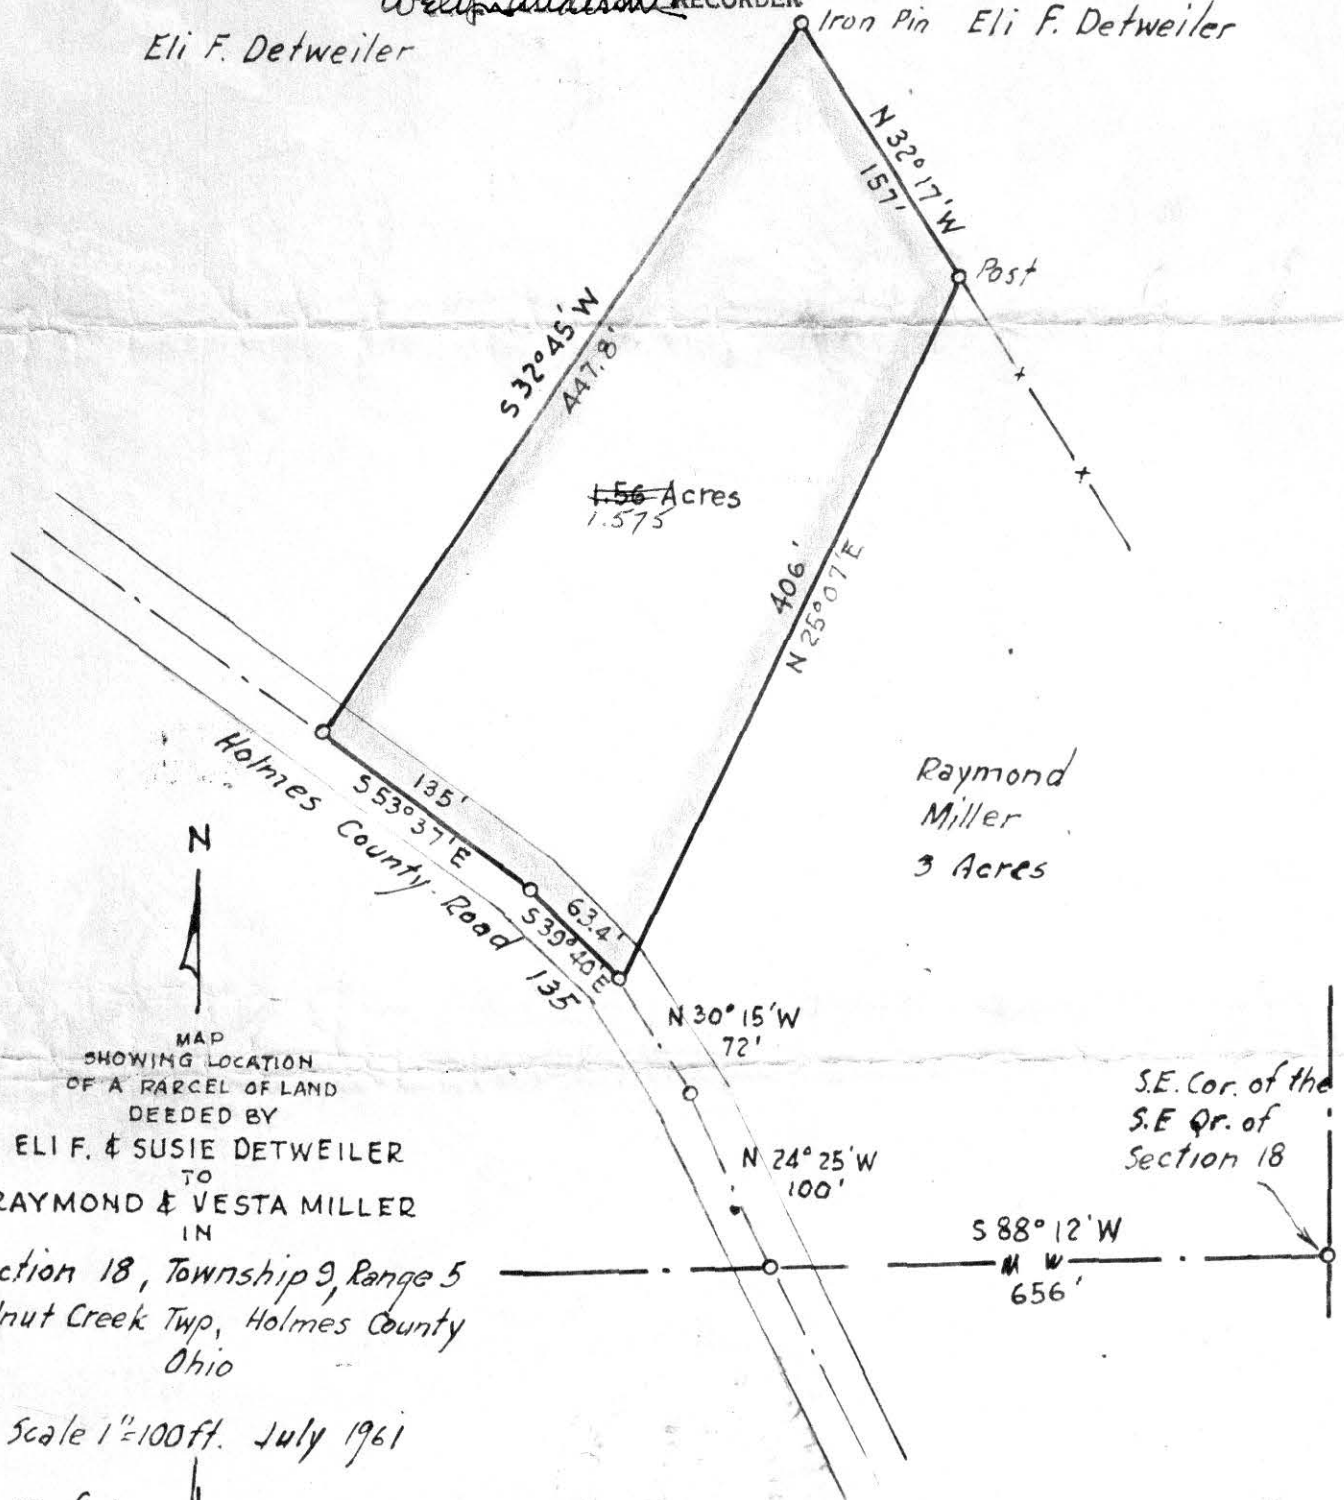 RECORDER
Eli F. Detweiler
Iron Pin
Eli F. Detweiler
N 32° 17' W
157'
Post
S 32° 45' W
447.8'
1.56 Acres
1.575
406'
N 25° 07' E
Raymond
Miller
3 Acres
135'
S 53° 37' E
63.4'
S 39° 40' E
Holmes County Road 135
N
N 30° 15' W
72'
N 24° 25' W
100'
S.E. Cor. of the
S.E Qr. of
Section 18
S 88° 12' W
656'
MAP
SHOWING LOCATION
OF A PARCEL OF LAND
DEEDED BY
ELI F. & SUSIE DETWEILER
TO
RAYMOND & VESTA MILLER
IN
ction 18, Township 9, Range 5
nut Creek Twp, Holmes County
Ohio
Scale 1"=100 ft. July 1961